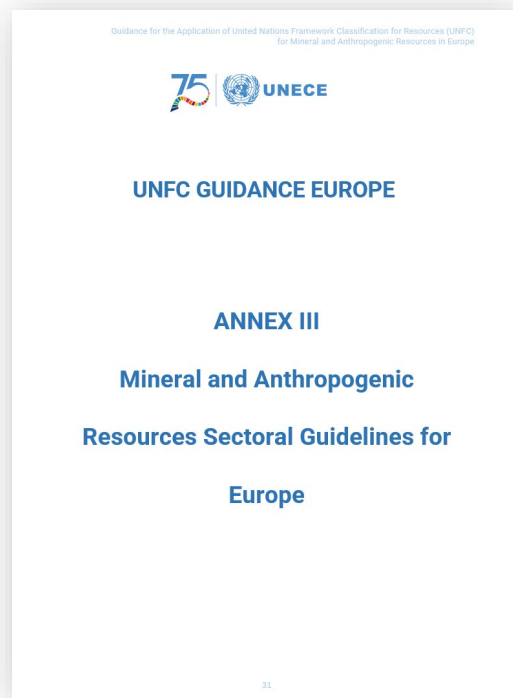 Guidance for the Application of United Nations Framework Classification for Resources (UNFC)
for Mineral and Anthropogenic Resources in Europe
75 UNECE
UNFC GUIDANCE EUROPE
ANNEX III
Mineral and Anthropogenic
Resources Sectoral Guidelines for
Europe
31